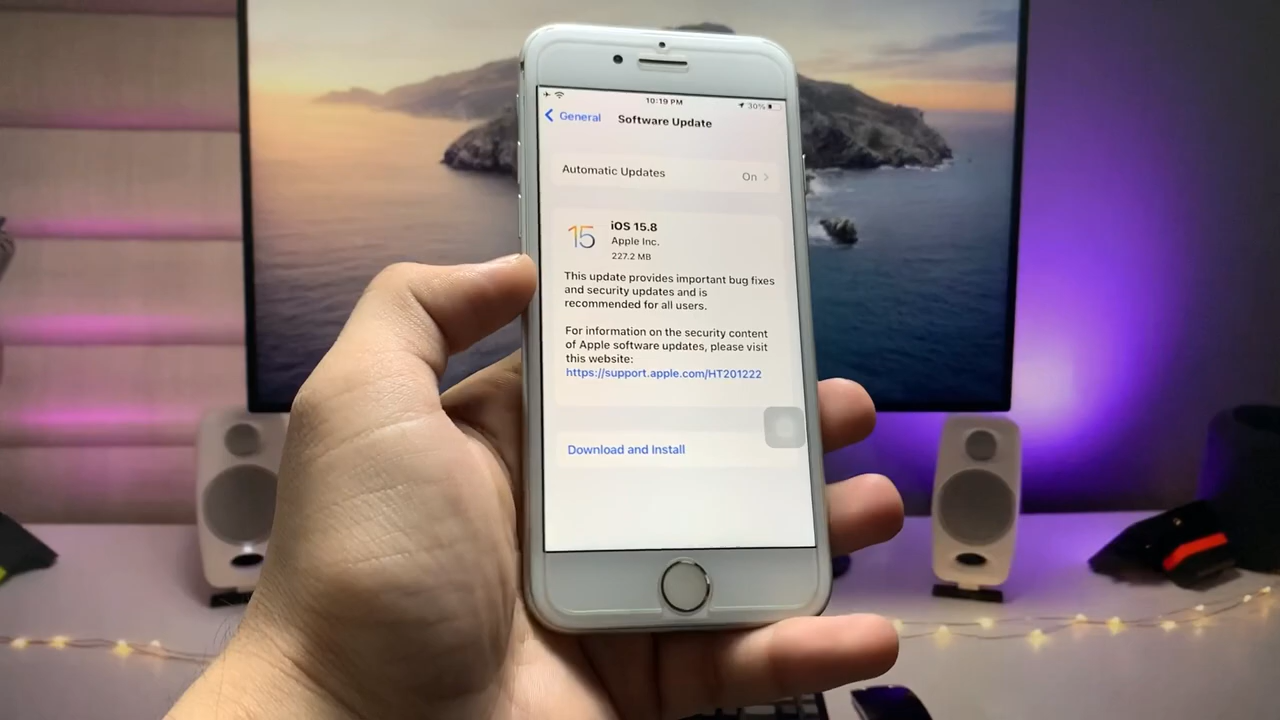 10:19 PM
30%
General
Software Update
Automatic Updates
On
15
iOS 15.8
Apple Inc.
227.2 MB
This update provides important bug fixes
and security updates and is
recommended for all users.
For information on the security content
of Apple software updates, please visit
this website:
https://support.apple.com/HT201222
Download and Install